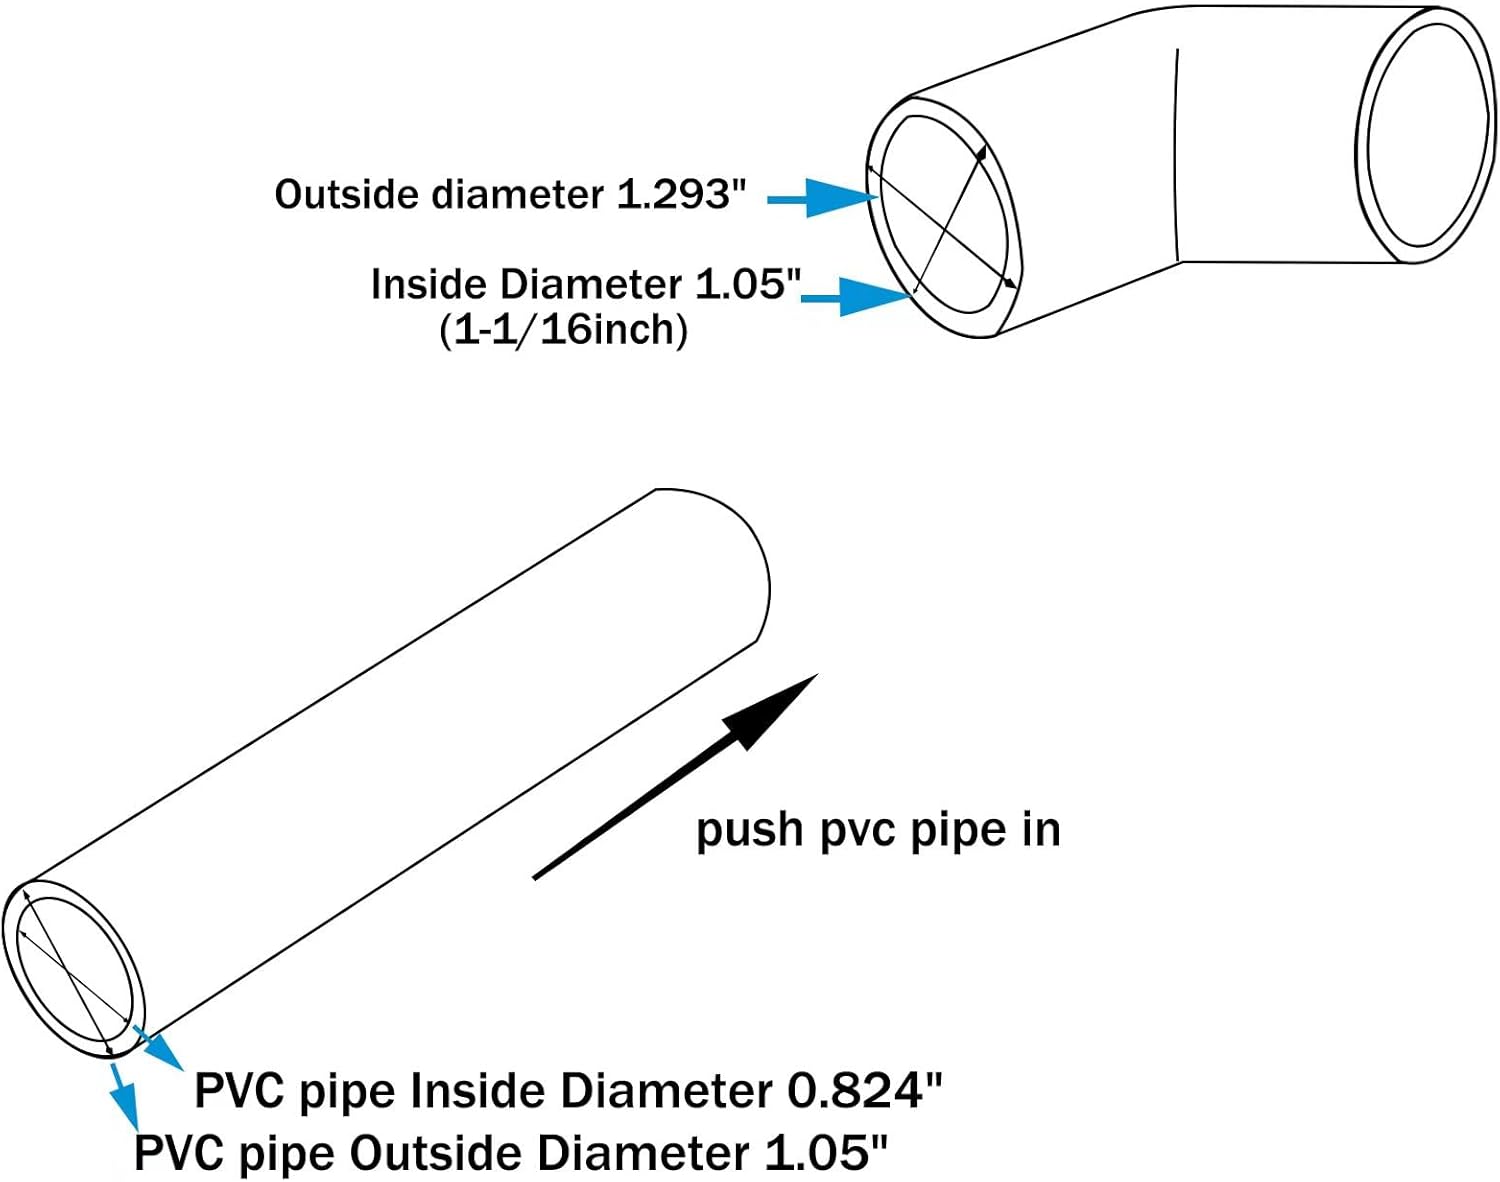 Outside diameter 1.293"
Inside Diameter 1.05"
(1-1/16inch)
push pvc pipe in
PVC pipe Inside Diameter 0.824"
PVC pipe Outside Diameter 1.05"